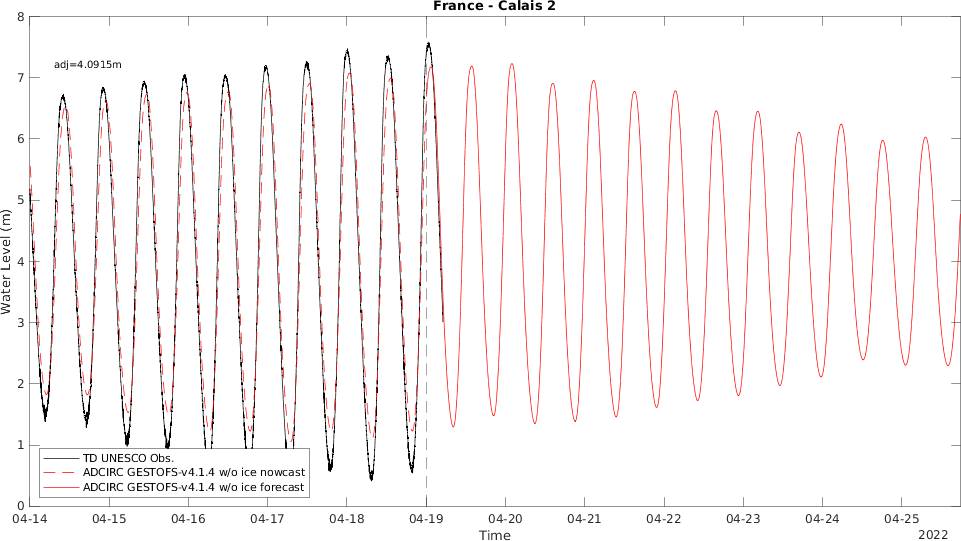 France - Calais 2
adj=4.0915m
8
7
6
5
4
3
2
1
0
Water Level (m)
TD UNESCO Obs.
ADCIRC GESTOFS-v4.1.4 w/o ice nowcast
ADCIRC GESTOFS-v4.1.4 w/o ice forecast
04-14 04-15 04-16 04-17 04-18 04-19 04-20 04-21 04-22 04-23 04-24 04-25
Time
2022